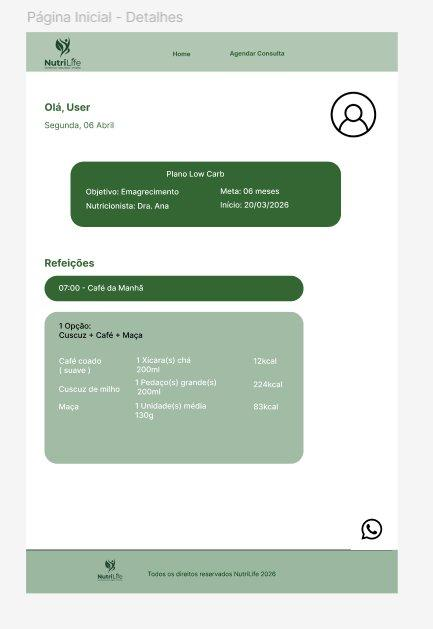 Página Inicial - Detalhes
NutriLife
Home
Agendar Consulta
Olá, User
Segunda, 06 Abril
Plano Low Carb
Objetivo: Emagrecimento
Meta: 06 meses
Nutricionista: Dra. Ana
Início: 20/03/2026
Refeições
07:00 - Café da Manhã
1 Opção:
Cuscuz + Café + Maça
Café coado
( suave )
1 Xícara(s) chá
200ml
12kcal
Cuscuz de milho
1 Pedaço(s) grande(s)
200ml
224kcal
Maça
1 Unidade(s) média
130g
83kcal
NutriLife
Todos os direitos reservados NutriLife 2026